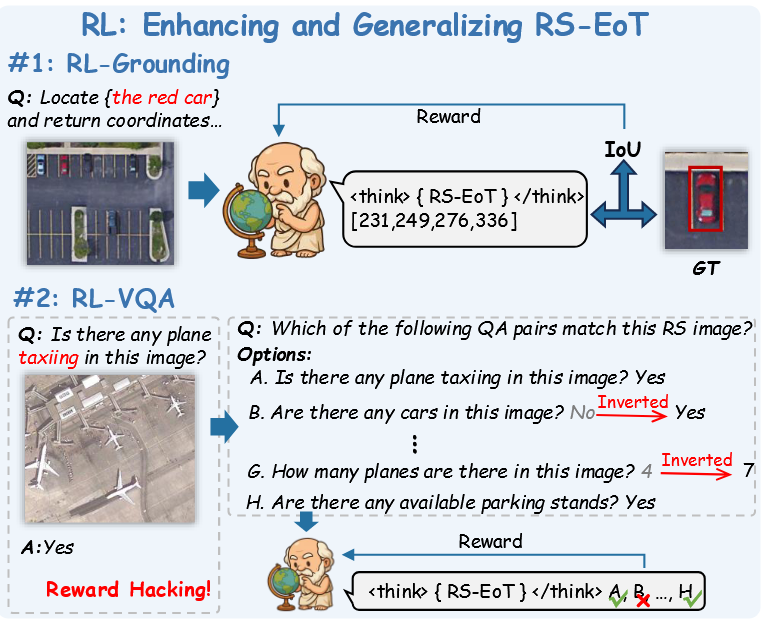 RL: Enhancing and Generalizing RS-EoT
#1: RL-Grounding
Q: Locate {the red car}
and return coordinates...
Reward
IoU
<think> { RS-EoT } </think>
[231,249,276,336]
GT
#2: RL-VQA
Q: Is there any plane
taxiing in this image?
A:Yes
Reward Hacking!
Q: Which of the following QA pairs match this RS image?
Options:
A. Is there any plane taxiing in this image? Yes
B. Are there any cars in this image? No Inverted Yes
G. How many planes are there in this image? 4 Inverted 7
H. Are there any available parking stands? Yes
Reward
<think> { RS-EoT } </think> A, B, ..., H